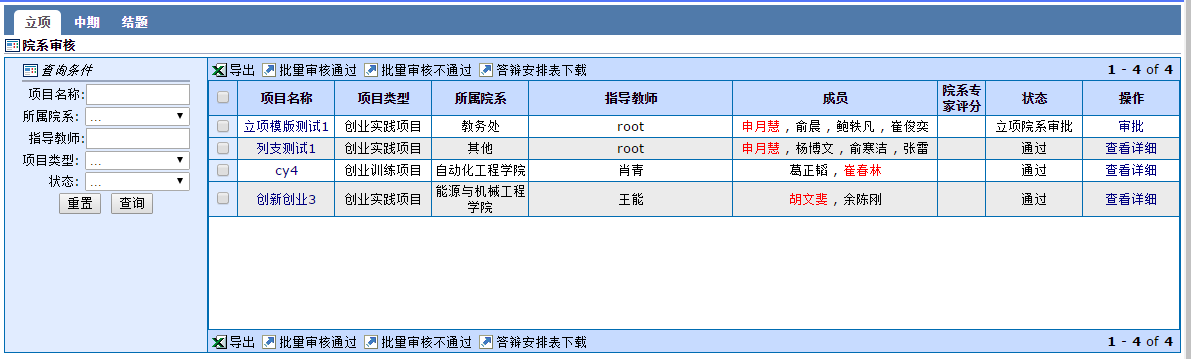 立项 中期 结题
院系审核
查询条件
项目名称:
所属院系: ...
指导教师:
项目类型: ...
状态: ...
重置 查询
导出 批量审核通过 批量审核不通过 答辩安排表下载 1 - 4 of 4
项目名称 项目类型 所属院系 指导教师 成员 院系专家评分 状态 操作
立项模版测试1 创业实践项目 教务处 root 申月慧 , 俞晨 , 鲍轶凡 , 崔俊奕 立项院系审批 审批
列支测试1 创业实践项目 其他 root 申月慧 , 杨博文 , 俞寒洁 , 张雷 通过 查看详细
cy4 创业训练项目 自动化工程学院 肖青 葛正韬 , 崔春林 通过 查看详细
创新创业3 创业实践项目 能源与机械工程学院 王能 胡文斐 , 余陈刚 通过 查看详细
导出 批量审核通过 批量审核不通过 答辩安排表下载 1 - 4 of 4